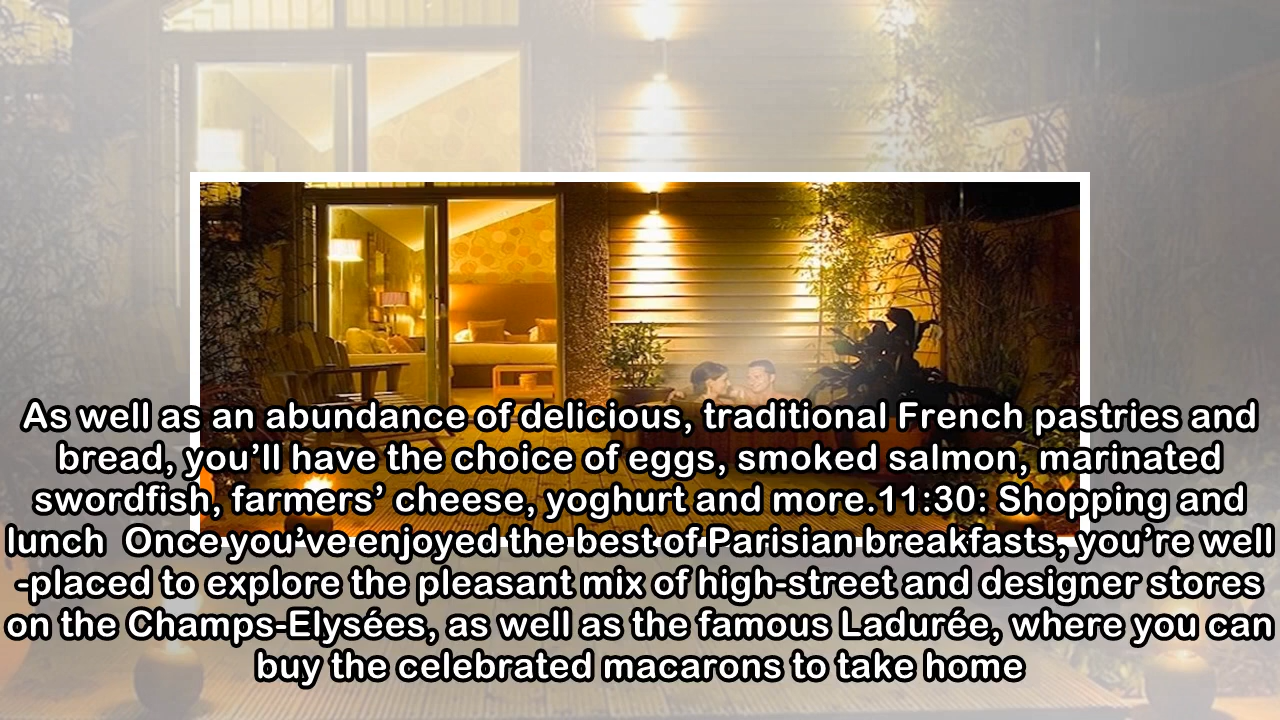 As well as an abundance of delicious, traditional French pastries and
bread, you’ll have the choice of eggs, smoked salmon, marinated
swordfish, farmers’ cheese, yoghurt and more.11:30: Shopping and
lunch  Once you’ve enjoyed the best of Parisian breakfasts, you’re well
-placed to explore the pleasant mix of high-street and designer stores
on the Champs-Elysées, as well as the famous Ladurée, where you can
buy the celebrated macarons to take home